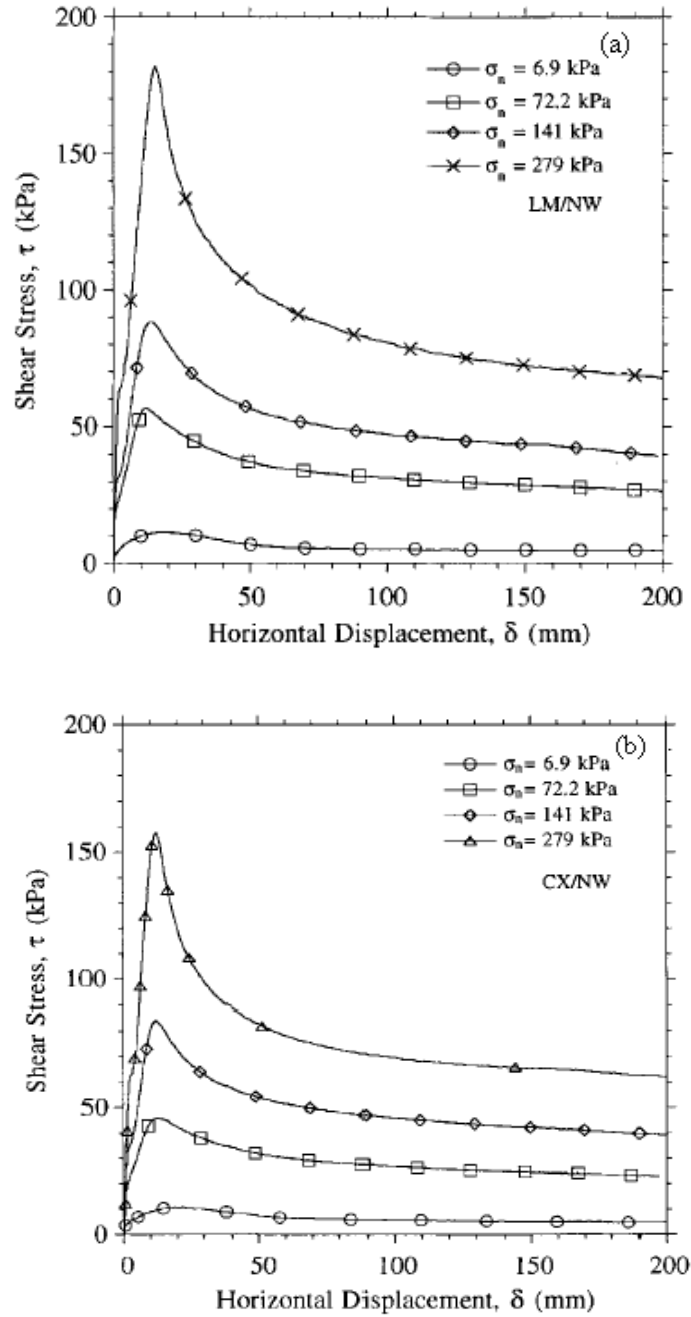 200
(a)
σn = 6.9 kPa
σn = 72.2 kPa
σn = 141 kPa
σn = 279 kPa
LM/NW
150
100
50
0
Shear Stress, τ (kPa)
0 50 100 150 200
Horizontal Displacement, δ (mm)
200
(b)
σn= 6.9 kPa
σn= 72.2 kPa
σn= 141 kPa
σn= 279 kPa
CX/NW
150
100
50
0
Shear Stress, τ (kPa)
0 50 100 150 200
Horizontal Displacement, δ (mm)